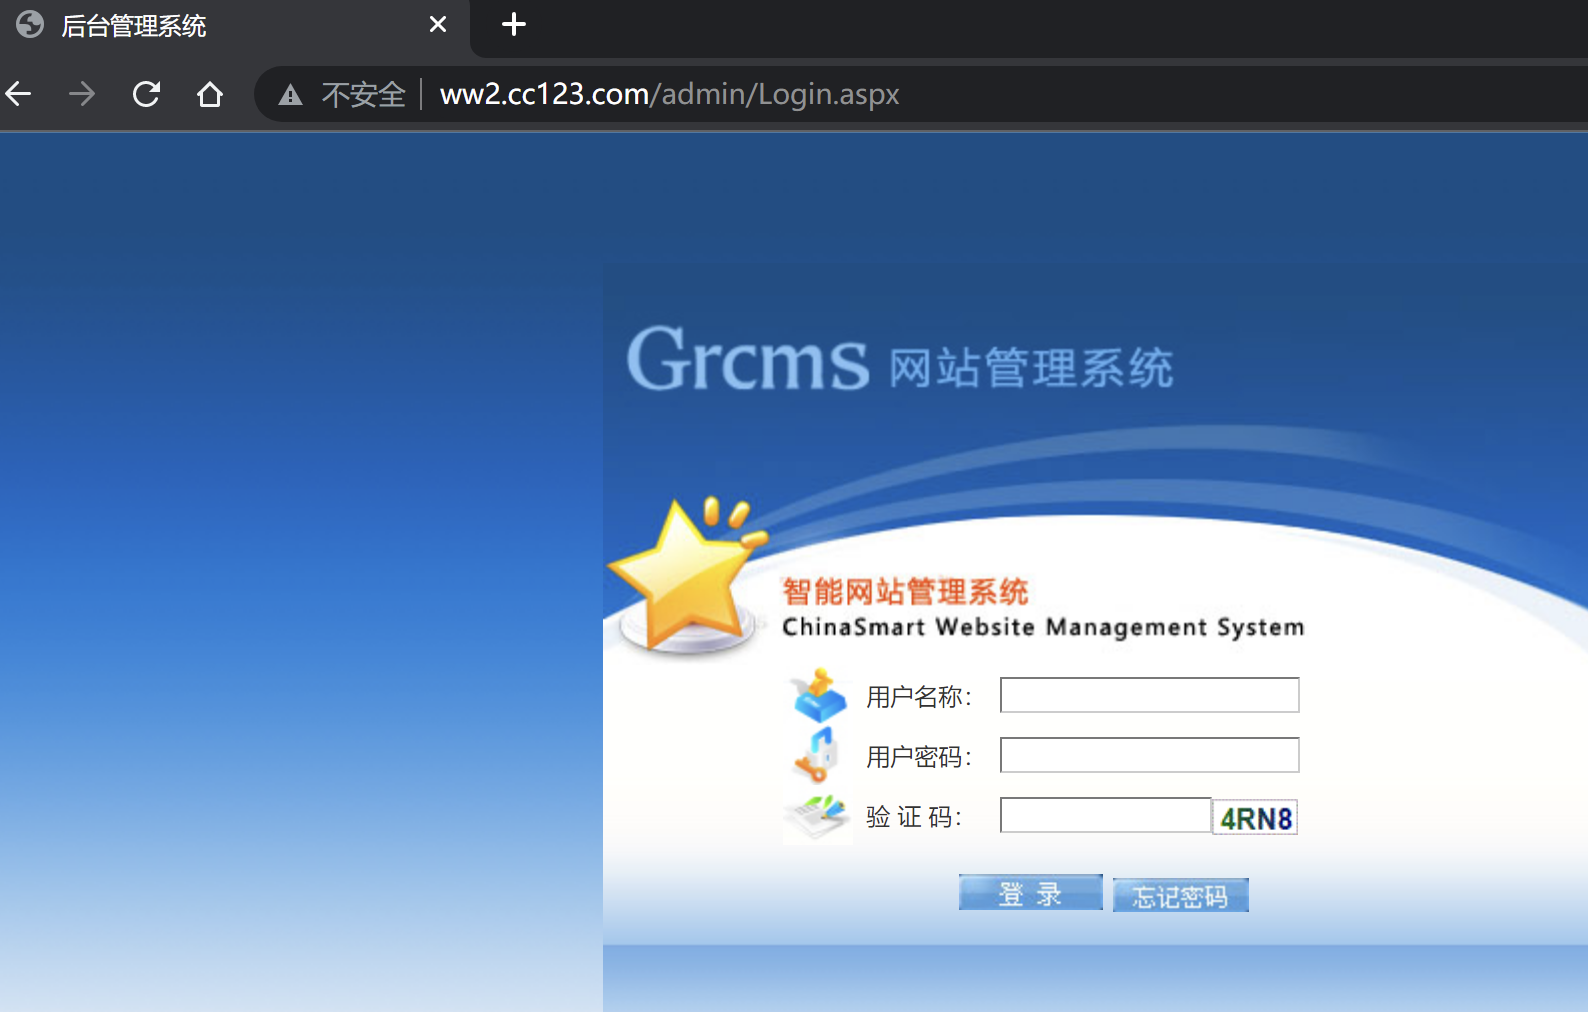 后台管理系统
不安全 ww2.cc123.com/admin/Login.aspx
Grcms 网站管理系统
智能网站管理系统
ChinaSmart Website Management System
用户名称：
用户密码：
验 证 码：
4RN8
登 录 忘记密码